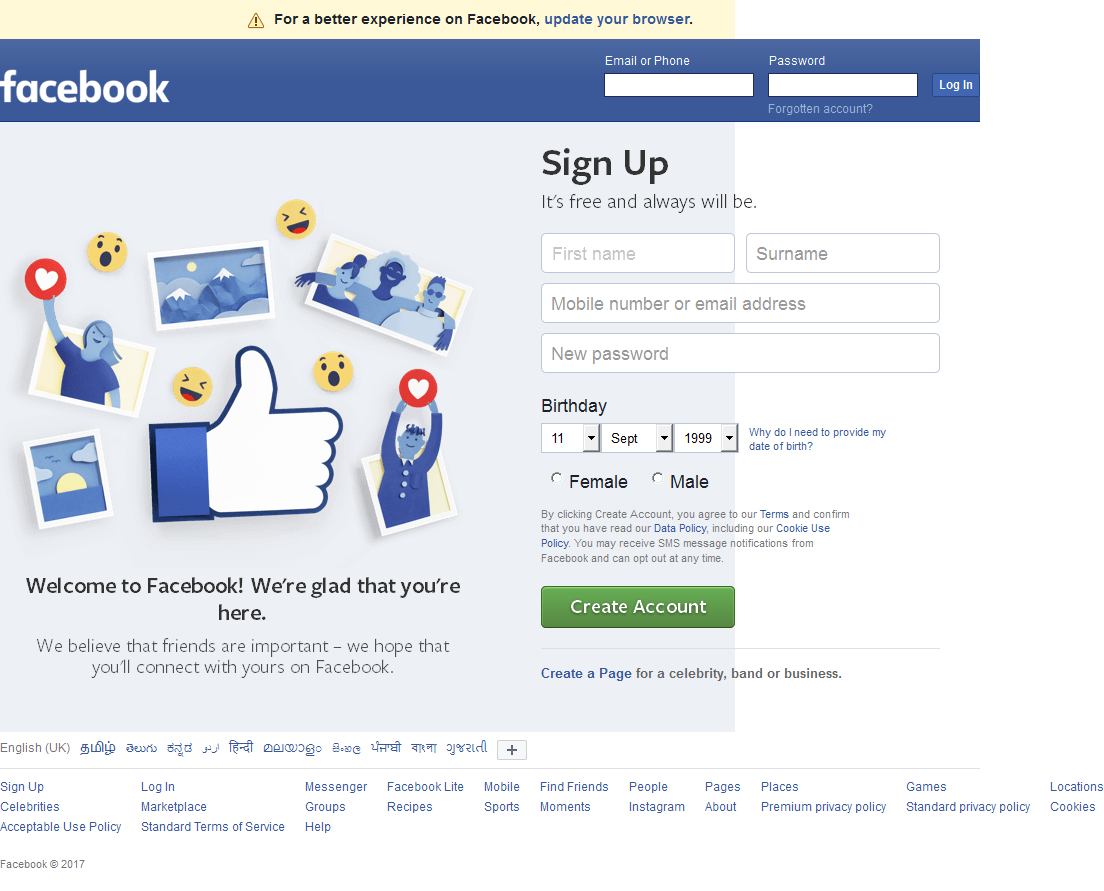 For a better experience on Facebook, update your browser.
facebook
Email or Phone
Password
Log In
Forgotten account?
Sign Up
It's free and always will be.
First name
Surname
Mobile number or email address
New password
Birthday
11 Sept 1999
Why do I need to provide my
date of birth?
Female Male
By clicking Create Account, you agree to our Terms and confirm
that you have read our Data Policy, including our Cookie Use
Policy. You may receive SMS message notifications from
Facebook and can opt out at any time.
Create Account
Create a Page for a celebrity, band or business.
Welcome to Facebook! We're glad that you're
here.
We believe that friends are important – we hope that
you'll connect with yours on Facebook.
English (UK) தமிழ் తెలుగు ಕನ್ನಡ اردو हिन्दी മലയാളം සිංහල ਪੰਜਾਬੀ বাংলা ગુજરાતી +
Sign Up Log In Messenger Facebook Lite Mobile Find Friends People Pages Places Games Locations
Celebrities Marketplace Groups Recipes Sports Moments Instagram About Premium privacy policy Standard privacy policy Cookies
Acceptable Use Policy Standard Terms of Service Help
Facebook © 2017